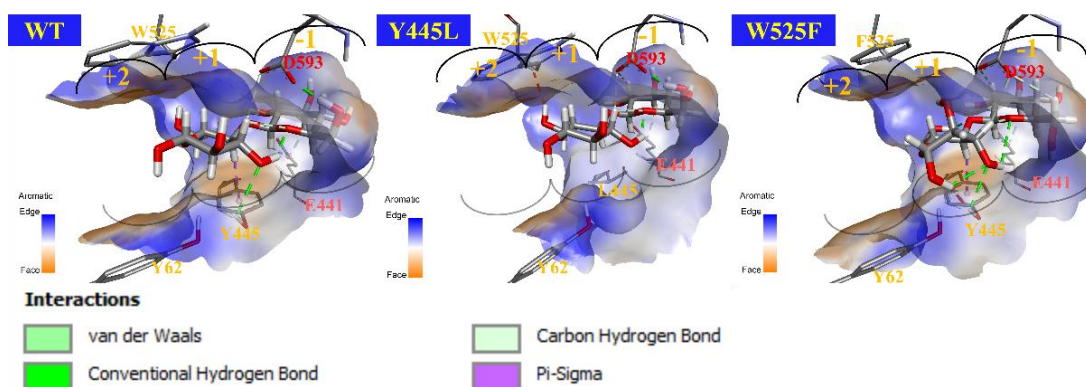 WT
W525
+2
+1
-1
D593
E441
Y445
Y62
Aromatic
Edge
Face
Y445L
W525
+2
+1
-1
D593
E441
L445
Y62
Aromatic
Edge
Face
W525F
F525
+2
+1
-1
D593
E441
Y445
Y62
Aromatic
Edge
Face
Interactions
van der Waals
Conventional Hydrogen Bond
Carbon Hydrogen Bond
Pi-Sigma